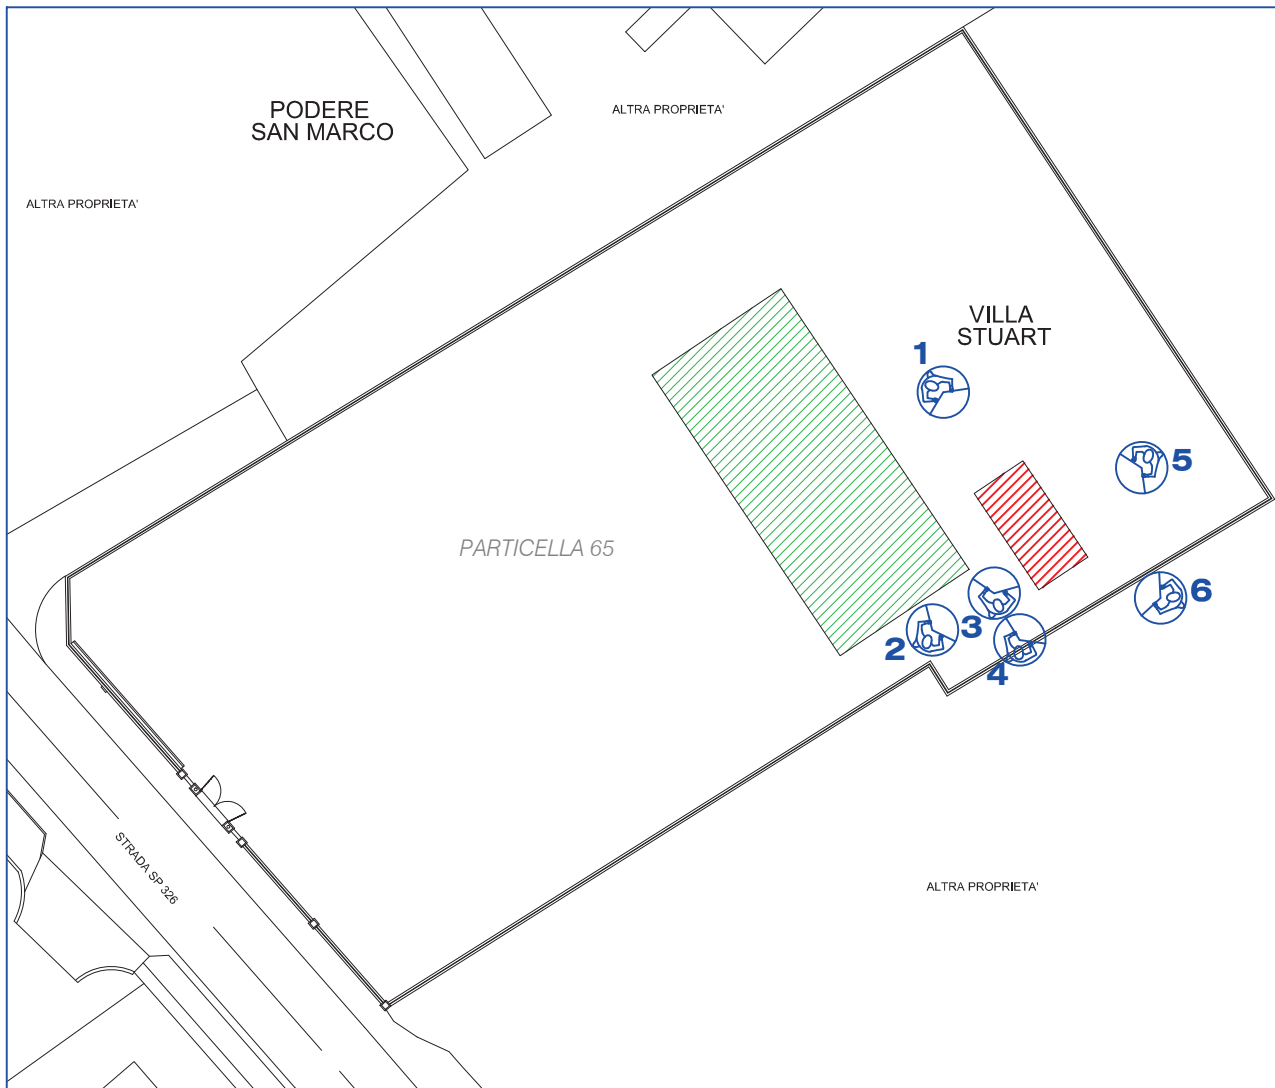 PODERE
SAN MARCO
ALTRA PROPRIETA'
ALTRA PROPRIETA'
VILLA
STUART
1
5
PARTICELLA 65
6
3
2
4
STRADA SP 326
ALTRA PROPRIETA'